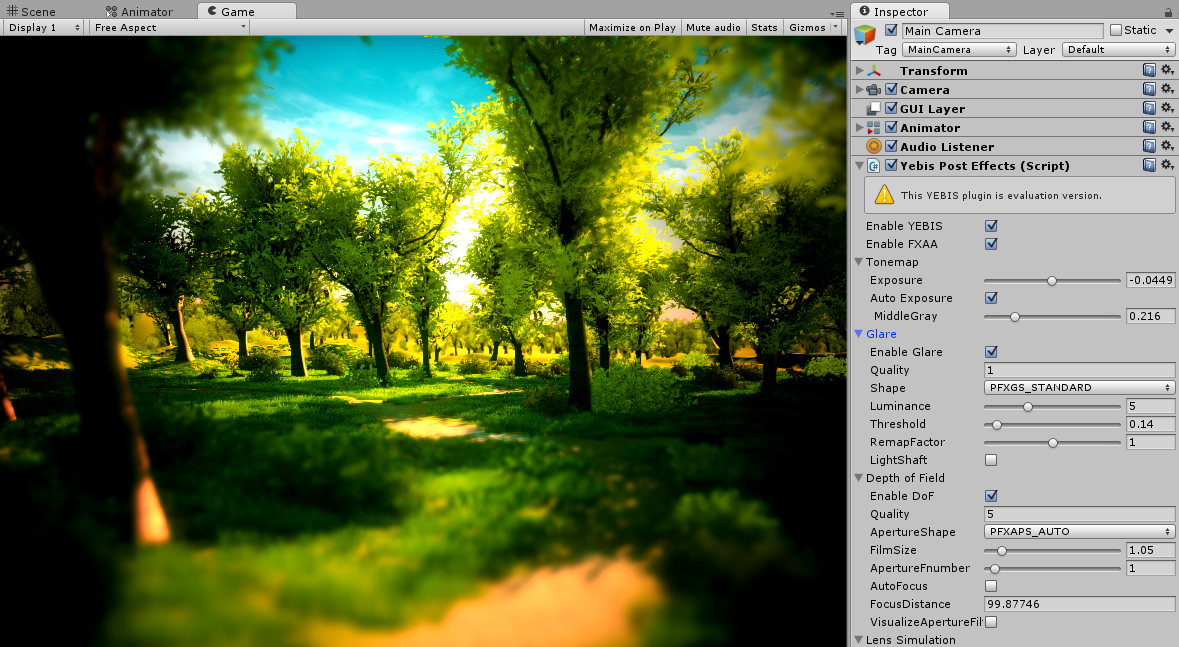 Scene Animator Game
Display 1 Free Aspect Maximize on Play Mute audio Stats Gizmos
Inspector
Main Camera Static
Tag MainCamera Layer Default
Transform
Camera
GUI Layer
Animator
Audio Listener
Yebis Post Effects (Script)
This YEBIS plugin is evaluation version.
Enable YEBIS
Enable FXAA
Tonemap
Exposure -0.0449
Auto Exposure
MiddleGray 0.216
Glare
Enable Glare
Quality 1
Shape PFXGS_STANDARD
Luminance 5
Threshold 0.14
RemapFactor 1
LightShaft
Depth of Field
Enable DoF
Quality 5
ApertureShape PFXAPS_AUTO
FilmSize 1.05
ApertureFnumber 1
AutoFocus
FocusDistance 99.87746
VisualizeApertureFil
Lens Simulation